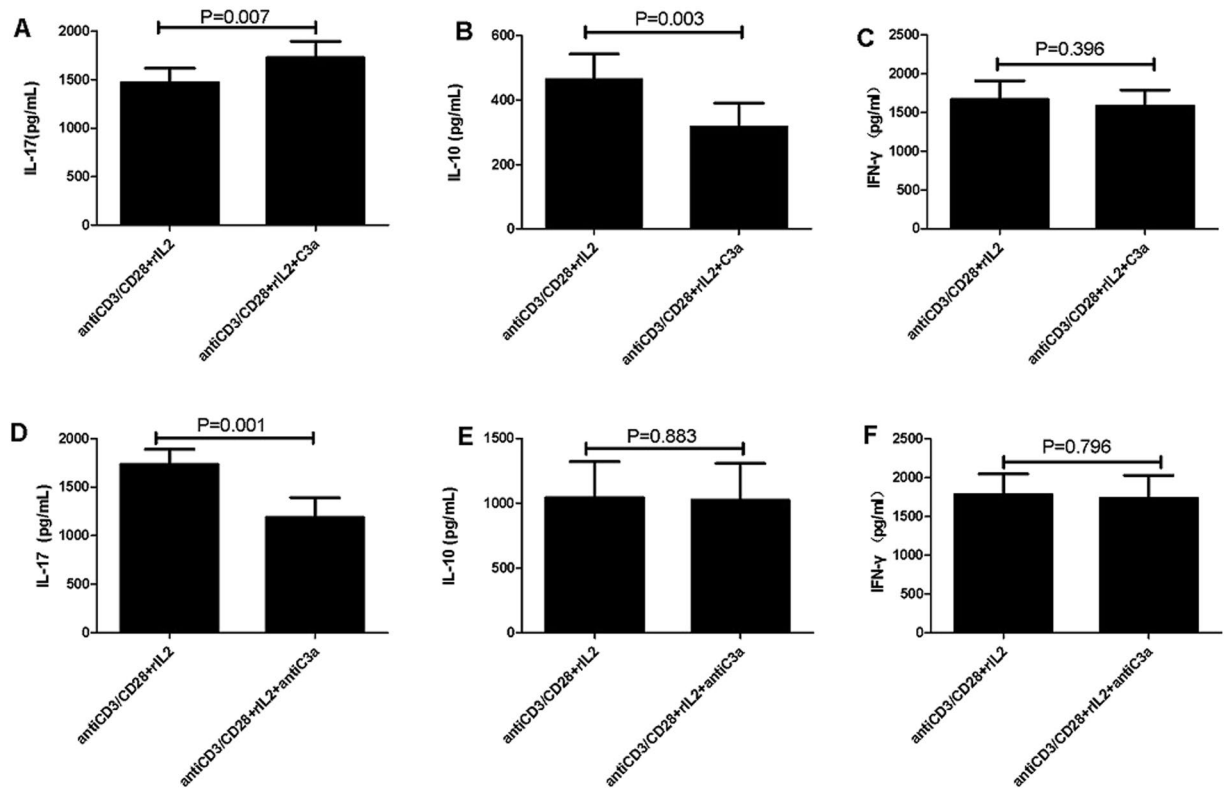 A
P=0.007
IL-17(pg/mL)
2000
1500
1000
500
0
antiCD3/CD28+rIL2
antiCD3/CD28+rIL2+C3a
B
P=0.003
IL-10 (pg/mL)
600
400
200
0
antiCD3/CD28+rIL2
antiCD3/CD28+rIL2+C3a
C
P=0.396
IFN-γ （pg/ml）
2500
2000
1500
1000
500
0
antiCD3/CD28+rIL2
antiCD3/CD28+rIL2+C3a
D
P=0.001
IL-17 (pg/mL)
2000
1500
1000
500
0
antiCD3/CD28+rIL2
antiCD3/CD28+rIL2+antiC3a
E
P=0.883
IL-10 (pg/mL)
1500
1000
500
0
antiCD3/CD28+rIL2
antiCD3/CD28+rIL2+antiC3a
F
P=0.796
IFN-γ （pg/ml）
2500
2000
1500
1000
500
0
antiCD3/CD28+rIL2
antiCD3/CD28+rIL2+antiC3a